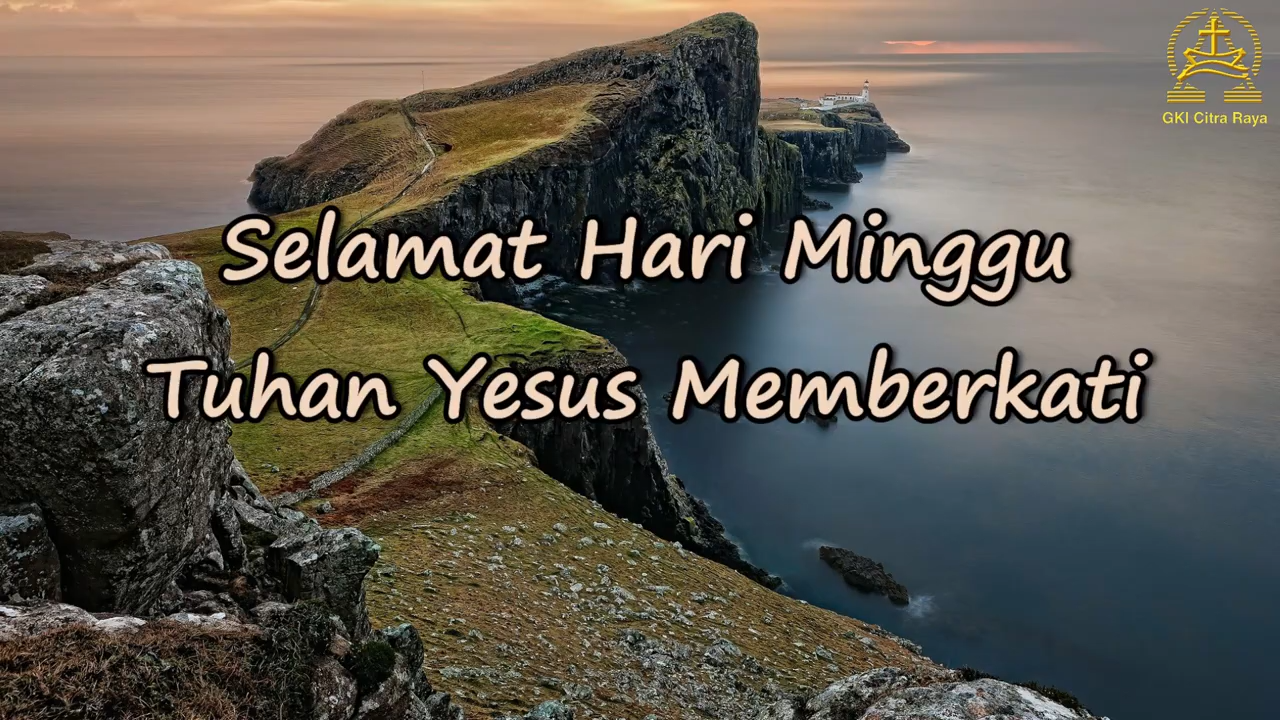 GKI Citra Raya
Selamat Hari Minggu
Tuhan Yesus Memberkati